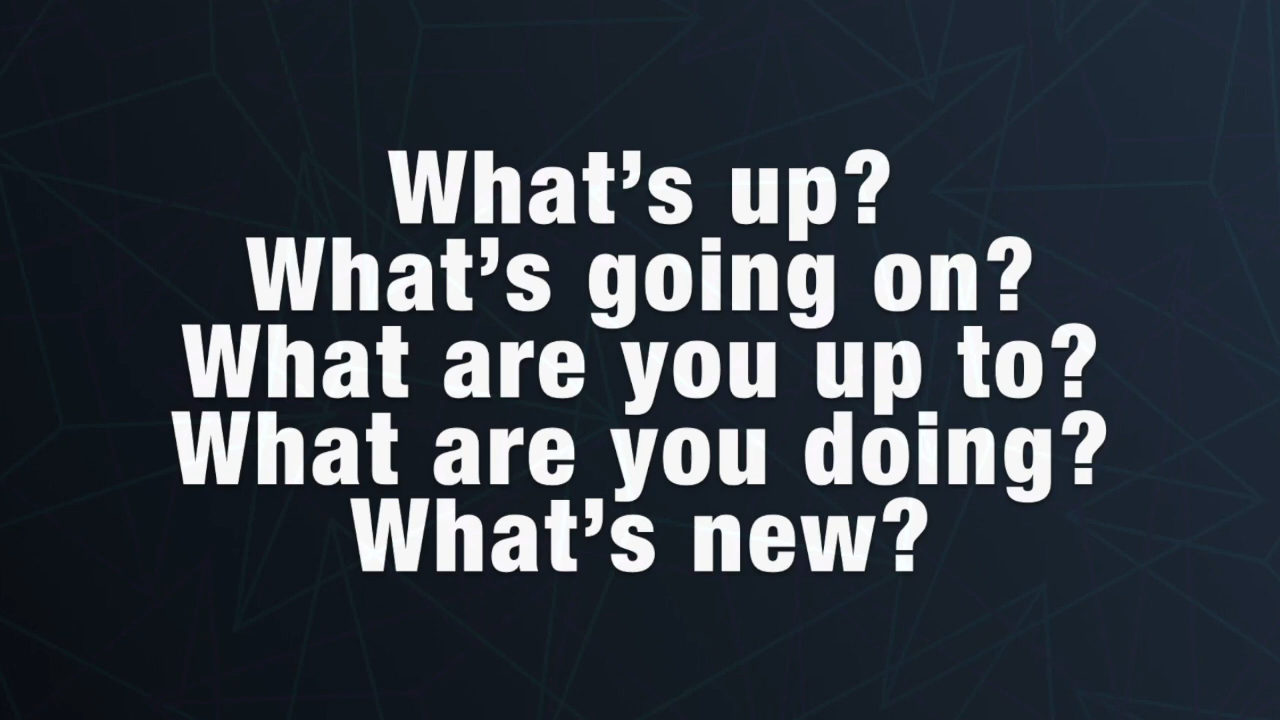 What’s up?
What’s going on?
What are you up to?
What are you doing?
What’s new?